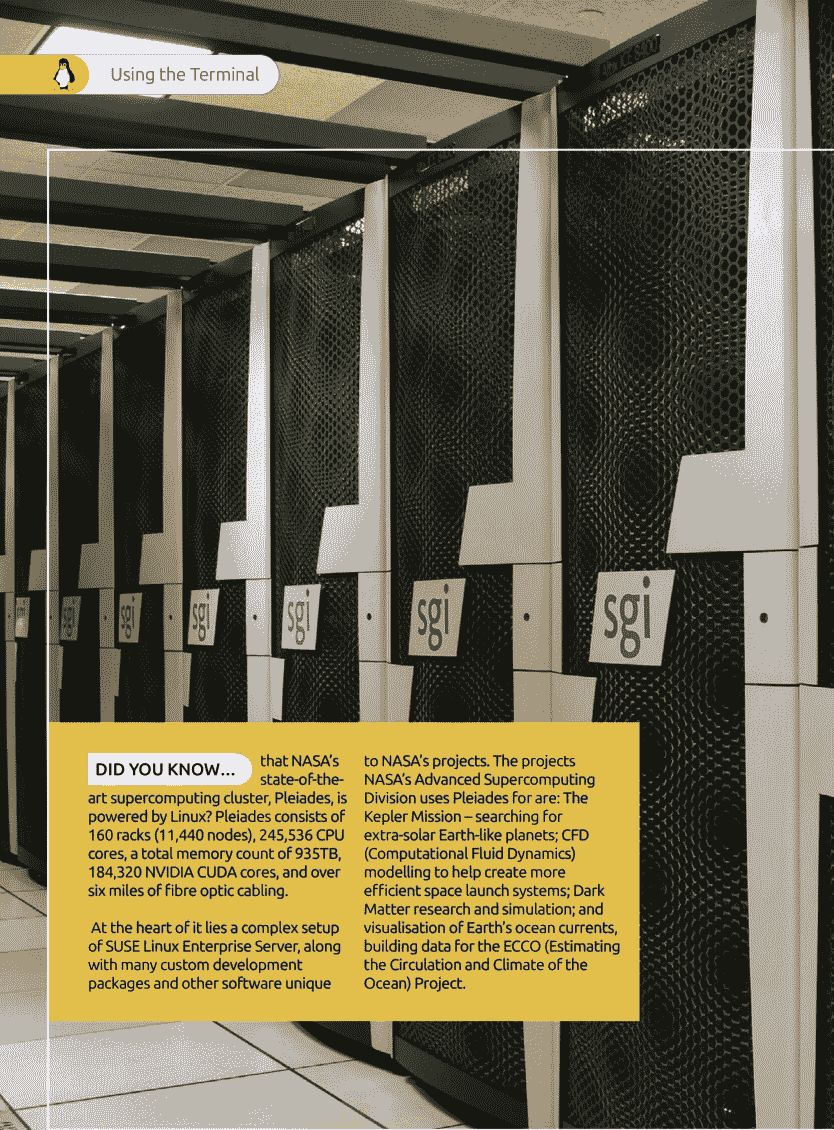 Using the Terminal
sgi
sgi
sgi
sgi
sgi
sgi
sgi
DID YOU KNOW...
that NASA's
state-of-the-
art supercomputing cluster, Pleiades, is
powered by Linux? Pleiades consists of
160 racks (11,440 nodes), 245,536 CPU
cores, a total memory count of 935TB,
184,320 NVIDIA CUDA cores, and over
six miles of fibre optic cabling.
At the heart of it lies a complex setup
of SUSE Linux Enterprise Server, along
with many custom development
packages and other software unique
to NASA's projects. The projects
NASA's Advanced Supercomputing
Division uses Pleiades for are: The
Kepler Mission – searching for
extra-solar Earth-like planets; CFD
(Computational Fluid Dynamics)
modelling to help create more
efficient space launch systems; Dark
Matter research and simulation; and
visualisation of Earth's ocean currents,
building data for the ECCO (Estimating
the Circulation and Climate of the
Ocean) Project.